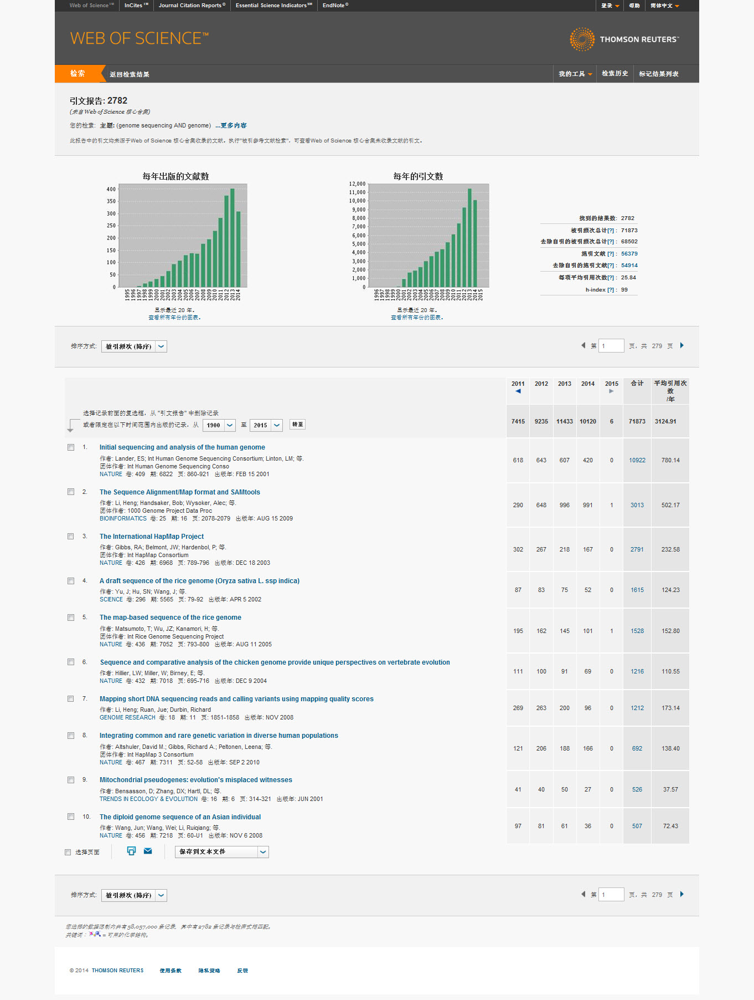 Web of Science™ InCites™ Journal Citation Reports® Essential Science Indicators℠ EndNote® 登录 帮助 简体中文
WEB OF SCIENCE™ THOMSON REUTERS™
检索 返回检索结果 我的工具 检索历史 标记结果列表
引文报告: 2782
(来自 Web of Science 核心合集)
您的检索: 主题: (genome sequencing AND genome) ...更多内容
此报告中的引文均来源于Web of Science 核心合集收录的文献。执行"被引参考文献检索"，可查看Web of Science 核心合集未收录文献的引文。
每年出版的文献数
400
350
300
250
200
150
100
50
0
1995 1996 1997 1998 1999 2000 2001 2002 2003 2004 2005 2006 2007 2008 2009 2010 2011 2012 2013 2014
显示最近 20 年。
查看所有年份的图表。
每年的引文数
12,000
11,000
10,000
9,000
8,000
7,000
6,000
5,000
4,000
3,000
2,000
1,000
0
1996 1997 1998 1999 2000 2001 2002 2003 2004 2005 2006 2007 2008 2009 2010 2011 2012 2013 2014 2015
显示最近 20 年。
查看所有年份的图表。
找到的结果数: 2782
被引频次总计[?] : 71873
去除自引的被引频次总计[?] : 68502
施引文献 [?] : 56379
去除自引的施引文献[?] : 54914
每项平均引用次数[?] : 25.84
h-index [?] : 99
排序方式: 被引频次 (降序) 第 1 页，共 279 页
2011 2012 2013 2014 2015 合计 平均引用次数/年
选择记录前面的复选框，从 "引文报告" 中删除记录
或者限定在以下时间范围内出版的记录，从 1900 至 2015 转至 7415 9235 11433 10120 6 71873 3124.91
1. Initial sequencing and analysis of the human genome
作者: Lander, ES; Int Human Genome Sequencing Consortium; Linton, LM; 等.
团体作者: Int Human Genome Sequencing Conso
NATURE 卷: 409 期: 6822 页: 860-921 出版年: FEB 15 2001
618 643 607 420 0 10922 780.14
2. The Sequence Alignment/Map format and SAMtools
作者: Li, Heng; Handsaker, Bob; Wysoker, Alec; 等.
团体作者: 1000 Genome Project Data Proc
BIOINFORMATICS 卷: 25 期: 16 页: 2078-2079 出版年: AUG 15 2009
290 648 996 991 1 3013 502.17
3. The International HapMap Project
作者: Gibbs, RA; Belmont, JW; Hardenbol, P; 等.
团体作者: Int HapMap Consortium
NATURE 卷: 426 期: 6968 页: 789-796 出版年: DEC 18 2003
302 267 218 167 0 2791 232.58
4. A draft sequence of the rice genome (Oryza sativa L. ssp indica)
作者: Yu, J; Hu, SN; Wang, J; 等.
SCIENCE 卷: 296 期: 5565 页: 79-92 出版年: APR 5 2002
87 83 75 52 0 1615 124.23
5. The map-based sequence of the rice genome
作者: Matsumoto, T; Wu, JZ; Kanamori, H; 等.
团体作者: Int Rice Genome Sequencing Project
NATURE 卷: 436 期: 7052 页: 793-800 出版年: AUG 11 2005
195 162 145 101 1 1528 152.80
6. Sequence and comparative analysis of the chicken genome provide unique perspectives on vertebrate evolution
作者: Hillier, LW; Miller, W; Birney, E; 等.
NATURE 卷: 432 期: 7018 页: 695-716 出版年: DEC 9 2004
111 100 91 69 0 1216 110.55
7. Mapping short DNA sequencing reads and calling variants using mapping quality scores
作者: Li, Heng; Ruan, Jue; Durbin, Richard
GENOME RESEARCH 卷: 18 期: 11 页: 1851-1858 出版年: NOV 2008
269 263 200 96 0 1212 173.14
8. Integrating common and rare genetic variation in diverse human populations
作者: Altshuler, David M.; Gibbs, Richard A.; Peltonen, Leena; 等.
团体作者: Int HapMap 3 Consortium
NATURE 卷: 467 期: 7311 页: 52-58 出版年: SEP 2 2010
121 206 188 166 0 692 138.40
9. Mitochondrial pseudogenes: evolution's misplaced witnesses
作者: Bensasson, D; Zhang, DX; Hartl, DL; 等.
TRENDS IN ECOLOGY & EVOLUTION 卷: 16 期: 6 页: 314-321 出版年: JUN 2001
41 40 50 27 0 526 37.57
10. The diploid genome sequence of an Asian individual
作者: Wang, Jun; Wang, Wei; Li, Ruiqiang; 等.
NATURE 卷: 456 期: 7218 页: 60-U1 出版年: NOV 6 2008
97 81 61 36 0 507 72.43
选择页面 保存到文本文件
排序方式: 被引频次 (降序) 第 1 页，共 279 页
您选择的数据限制内共有 58,057,000 条记录，其中有 2782 条记录与检索式相匹配。
关键词： = 可用的化学结构。
© 2014 THOMSON REUTERS 使用条款 隐私策略 反馈